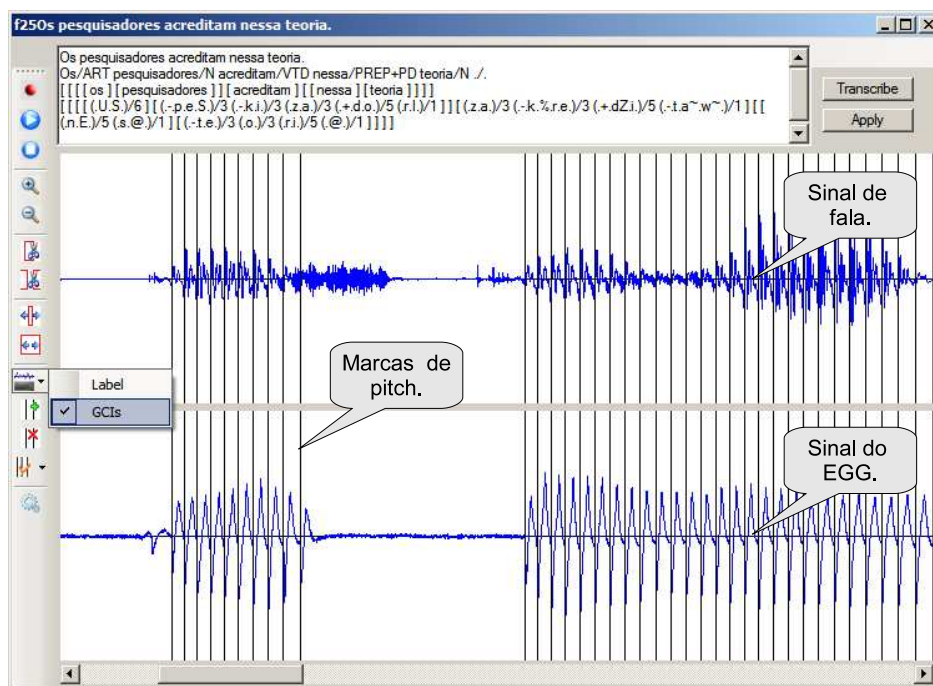 f250s pesquisadores acreditam nessa teoria.
Os pesquisadores acreditam nessa teoria.
Os/ART pesquisadores/N acreditam/VTD nessa/PREP+PD teoria/N ./.
[ [ [ [ os ] [ pesquisadores ] ] [ acreditam ] [ [ nessa ] [ teoria ] ] ] ]
[ [ [ [ (.U.S.)/6 ] [ (-.p.e.S.)/3 (-.k.i.)/3 (.z.a.)/3 (.+.d.o.)/5 (.r.I.)/1 ] ] [ (.z.a.)/3 (-.k.%.r.e.)/3 (.+.dZ.i.)/5 (-.t.a~.w~.)/1 ] [ [
(.n.E.)/5 (.s.@.)/1 ] [ (-.t.e.)/3 (.o.)/3 (.r.i.)/5 (.@.)/1 ] ] ] ]
Transcribe
Apply
Sinal de
fala.
Marcas de
pitch.
Label
GCIs
Sinal do
EGG.